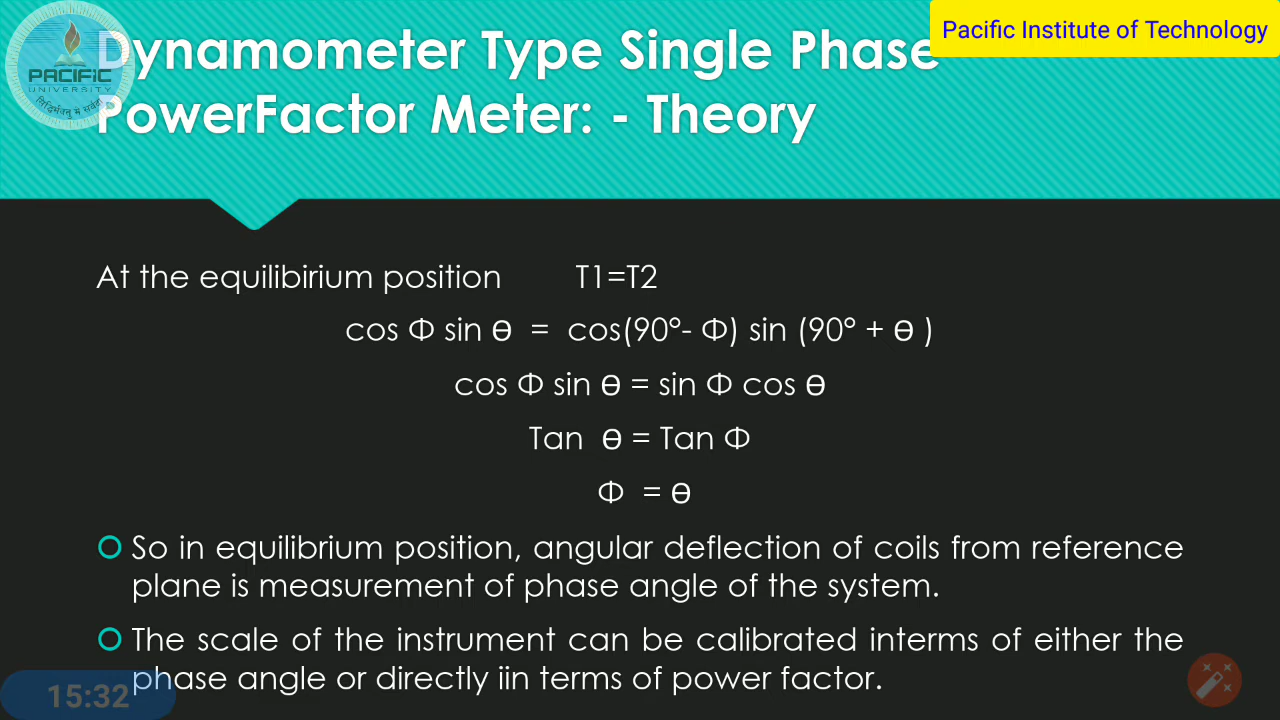 Pacific Institute of Technology
Dynamometer Type Single Phase
PowerFactor Meter: - Theory
PACIFIC
UNIVERSITY
At the equilibirium position T1=T2
cos Φ sin ɵ = cos(90°- Φ) sin (90° + ɵ )
cos Φ sin ɵ = sin Φ cos ɵ
Tan ɵ = Tan Φ
Φ = ɵ
So in equilibrium position, angular deflection of coils from reference
plane is measurement of phase angle of the system.
The scale of the instrument can be calibrated interms of either the
phase angle or directly iin terms of power factor.
15:32